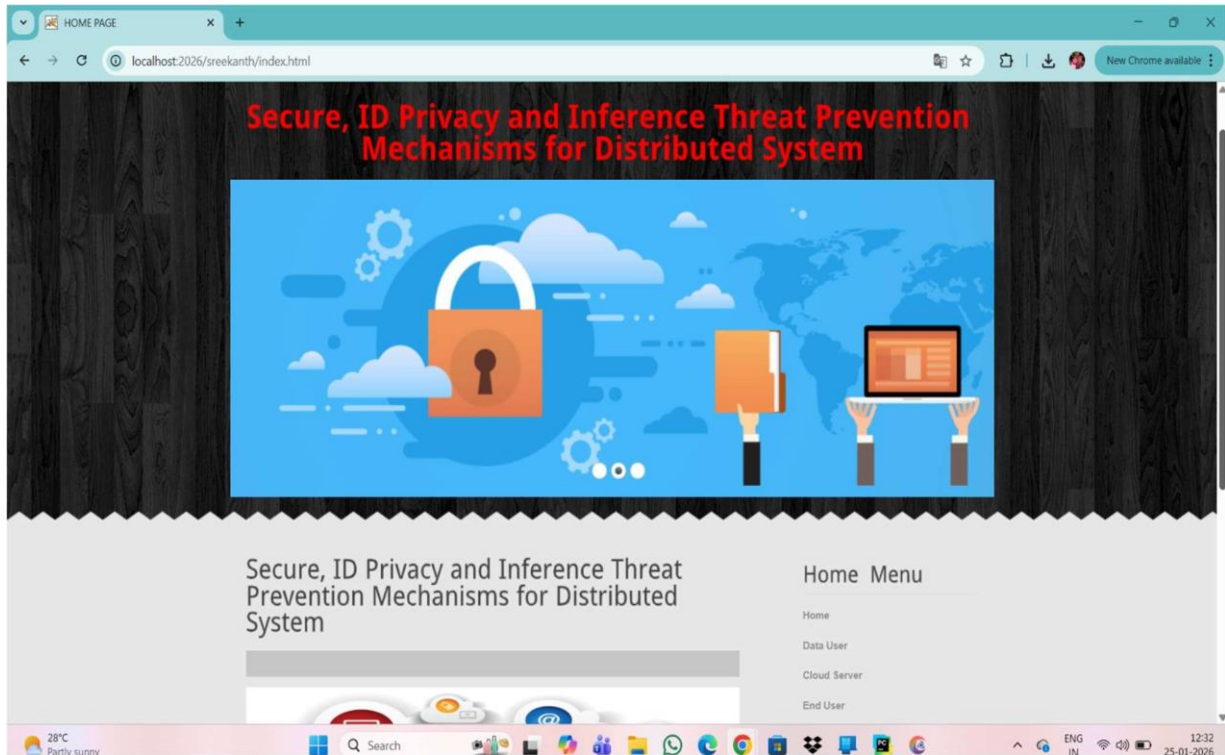 HOME PAGE
localhost:2026/sreekanth/index.html
New Chrome available
Secure, ID Privacy and Inference Threat Prevention
Mechanisms for Distributed System
Secure, ID Privacy and Inference Threat
Prevention Mechanisms for Distributed
System
Home Menu
Home
Data User
Cloud Server
End User
28°C
Partly sunny
Search
ENG
IN
12:32
25-01-2026